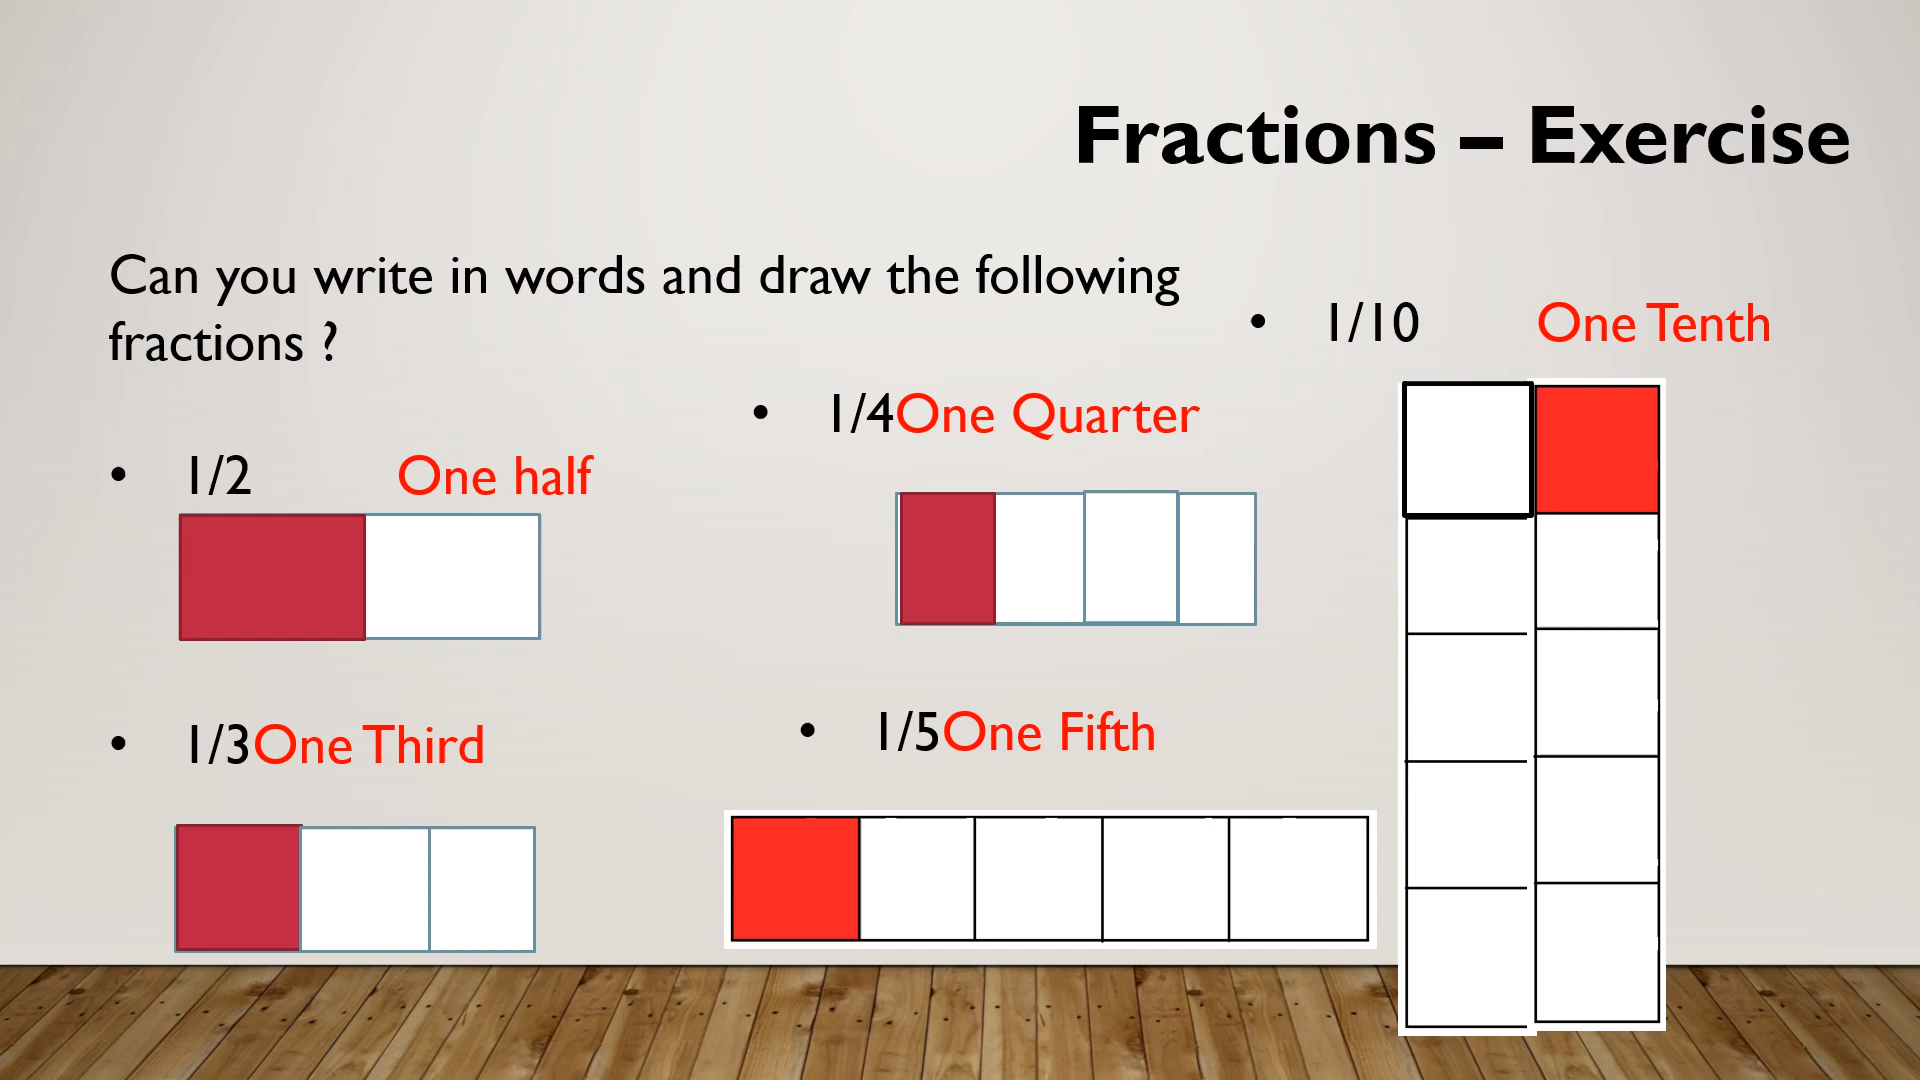 Fractions – Exercise
Can you write in words and draw the following
fractions ?
• 1/2 One half
• 1/3One Third
• 1/4One Quarter
• 1/5One Fifth
• 1/10 One Tenth